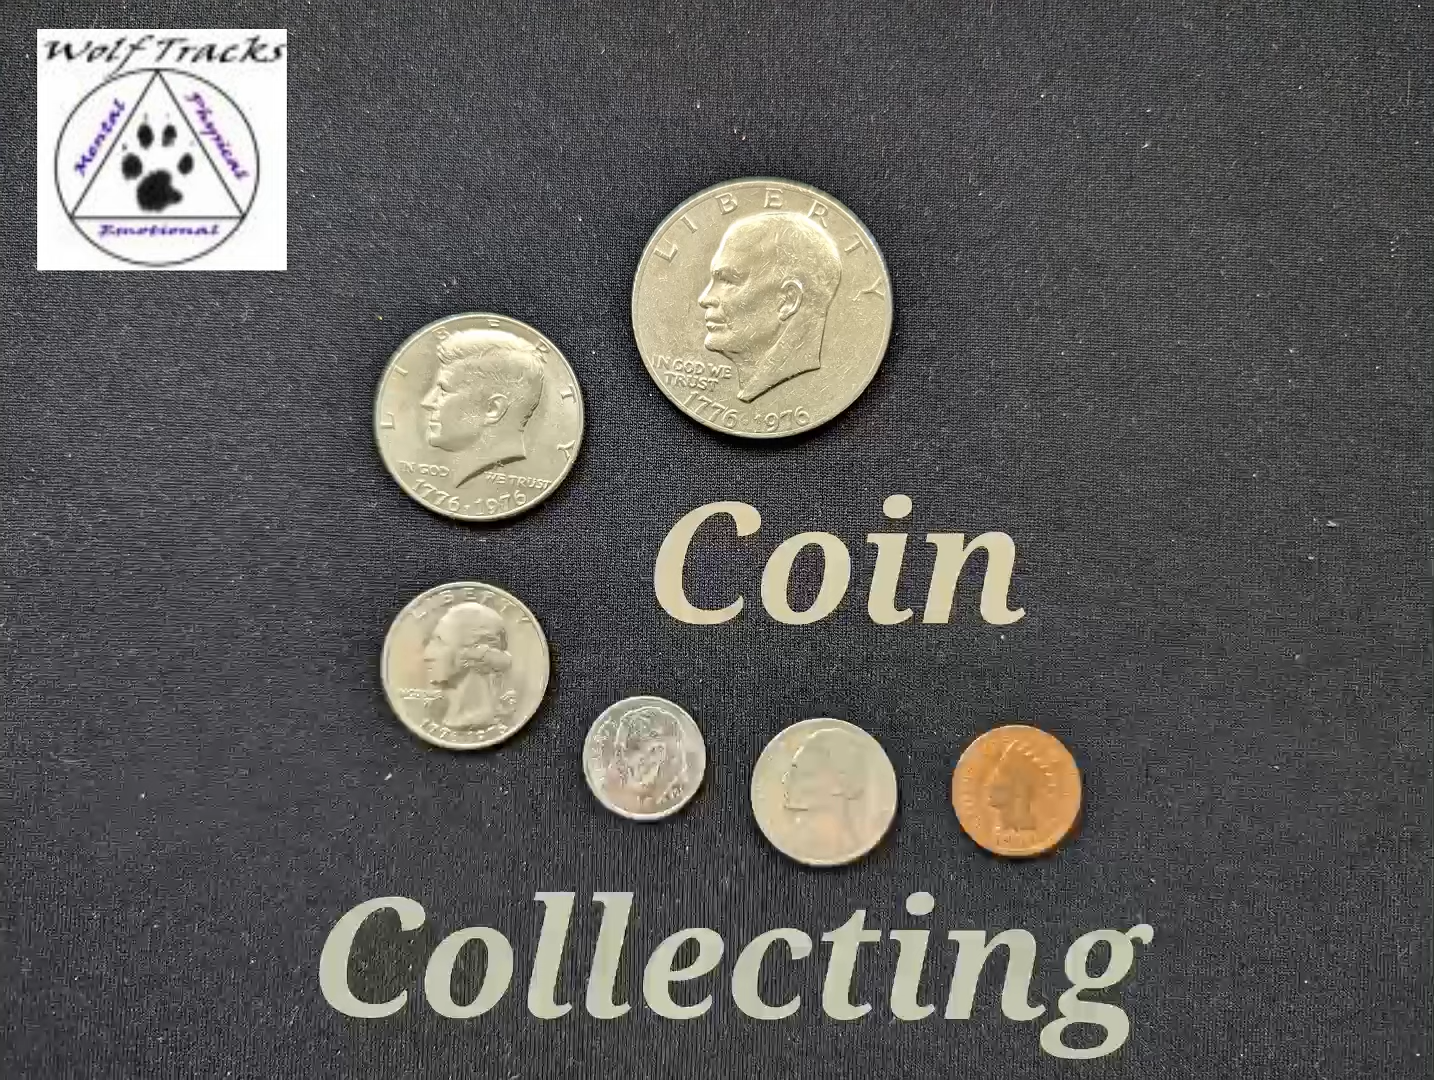 Wolf Tracks
Mental
Physical
Emotional
LIBERTY
IN GOD WE
TRUST
1776·1976
LIBERTY
IN GOD WE TRUST
1776·1976
Coin
LIBERTY
Collecting